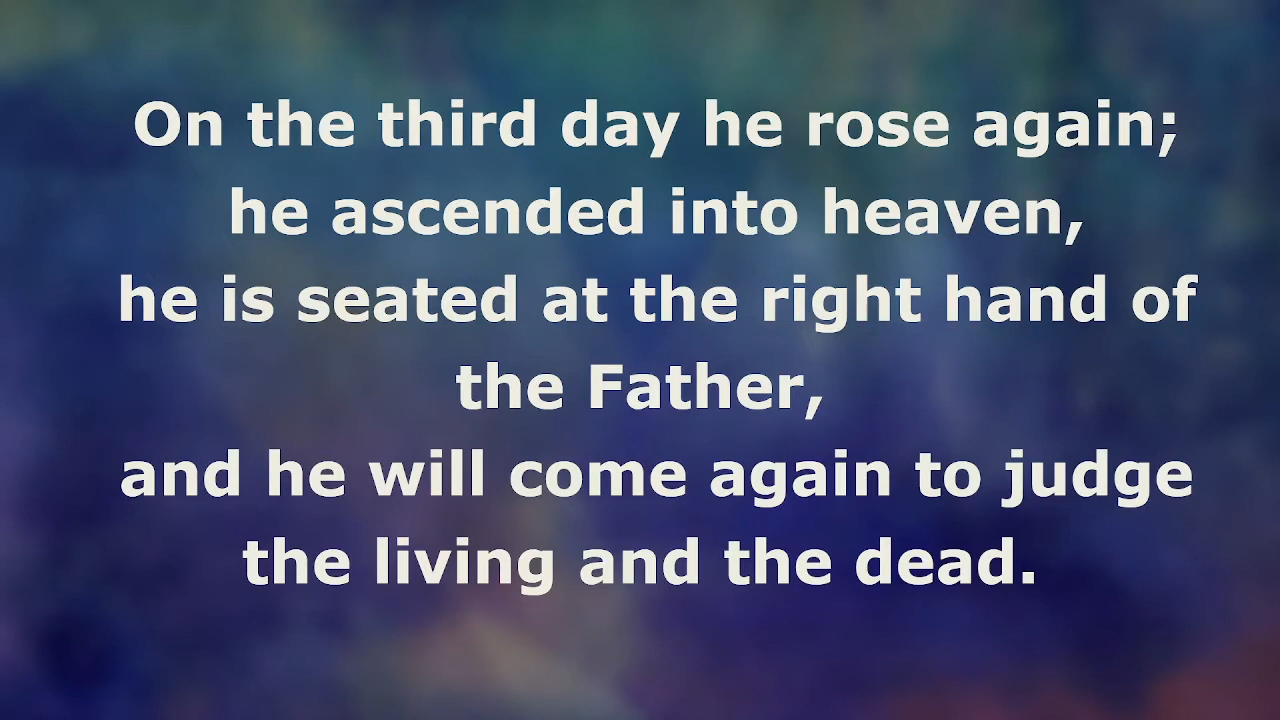 On the third day he rose again;
he ascended into heaven,
he is seated at the right hand of
the Father,
and he will come again to judge
the living and the dead.